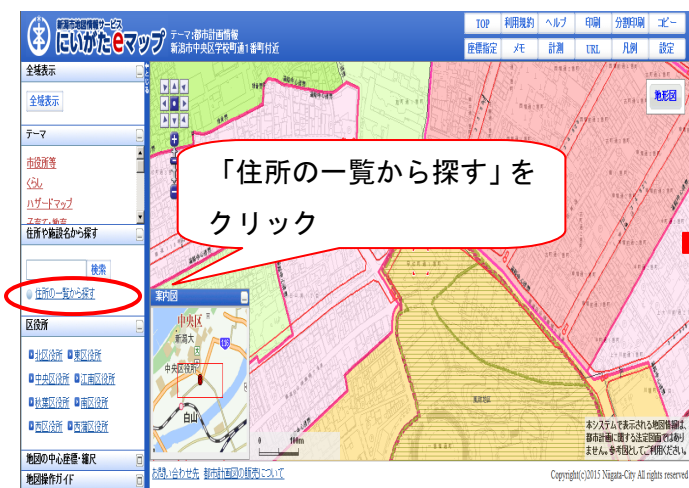 新潟市地図情報サービス
にいがたeマップ
テーマ:都市計画情報
新潟市中央区学校町通1番町付近
TOP 利用規約 ヘルプ 印刷 分割印刷 コピー
座標指定 メモ 計測 URL 凡例 設定
全域表示
全域表示
テーマ
市役所等
くらし
ハザードマップ
子育て・教育
住所や施設名から探す
検索
住所の一覧から探す
区役所
北区役所 東区役所
中央区役所 江南区役所
秋葉区役所 南区役所
西区役所 西蒲区役所
地図の中心座標・縮尺
地図操作ガイド
とじる
地形図
「住所の一覧から探す」を
クリック
案内図
中央区
新潟大
中央区役所
白山
0 100m
本システムで表示される地図情報は、
都市計画に関する法定図面ではあり
ません。参考図としてご利用ください。
お問い合わせ先 都市計画図の販売について
Copyright(c)2015 Niigata-City All rights reserved